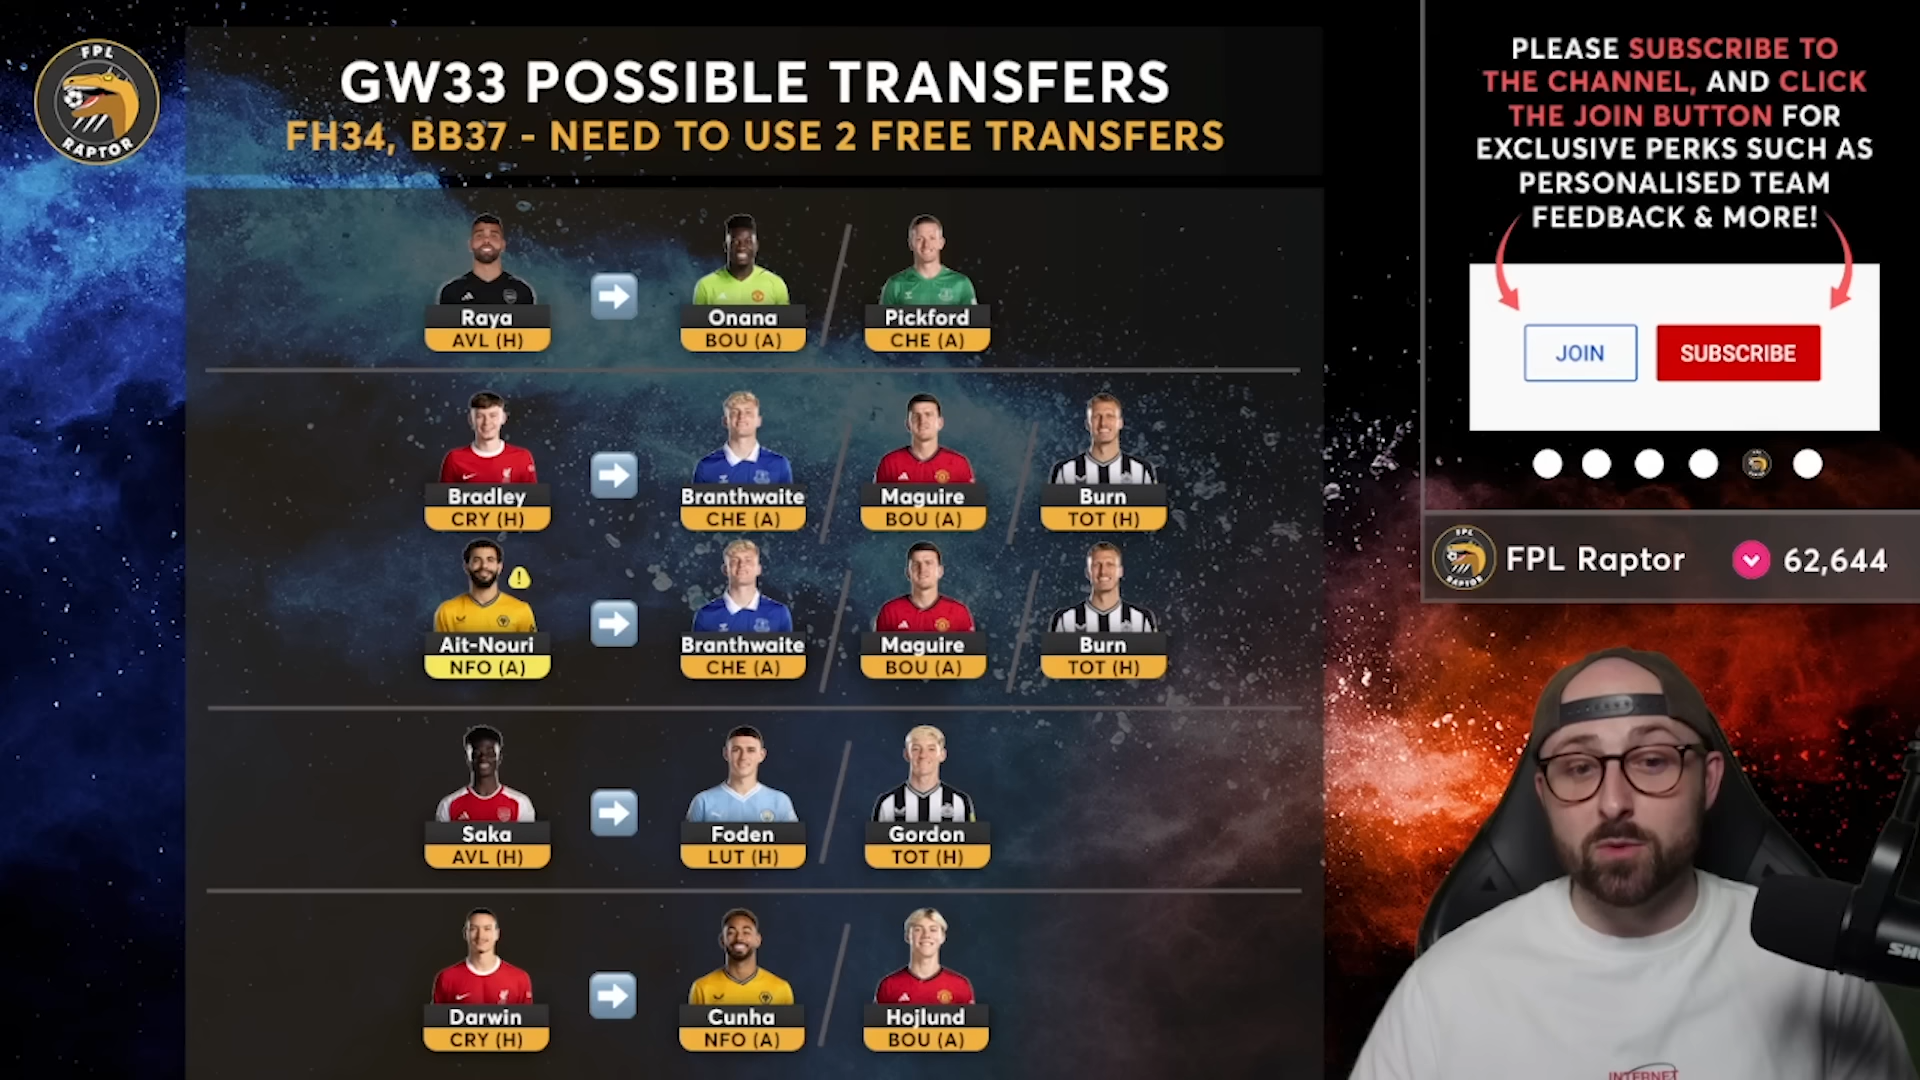 FPL
RAPTOR
GW33 POSSIBLE TRANSFERS
FH34, BB37 - NEED TO USE 2 FREE TRANSFERS
Raya
AVL (H)
Onana
BOU (A)
Pickford
CHE (A)
Bradley
CRY (H)
Branthwaite
CHE (A)
Maguire
BOU (A)
Burn
TOT (H)
Ait-Nouri
NFO (A)
Branthwaite
CHE (A)
Maguire
BOU (A)
Burn
TOT (H)
Saka
AVL (H)
Foden
LUT (H)
Gordon
TOT (H)
Darwin
CRY (H)
Cunha
NFO (A)
Hojlund
BOU (A)
PLEASE SUBSCRIBE TO
THE CHANNEL, AND CLICK
THE JOIN BUTTON FOR
EXCLUSIVE PERKS SUCH AS
PERSONALISED TEAM
FEEDBACK & MORE!
JOIN
SUBSCRIBE
FPL
RAPTOR
FPL Raptor
62,644
INTERNET